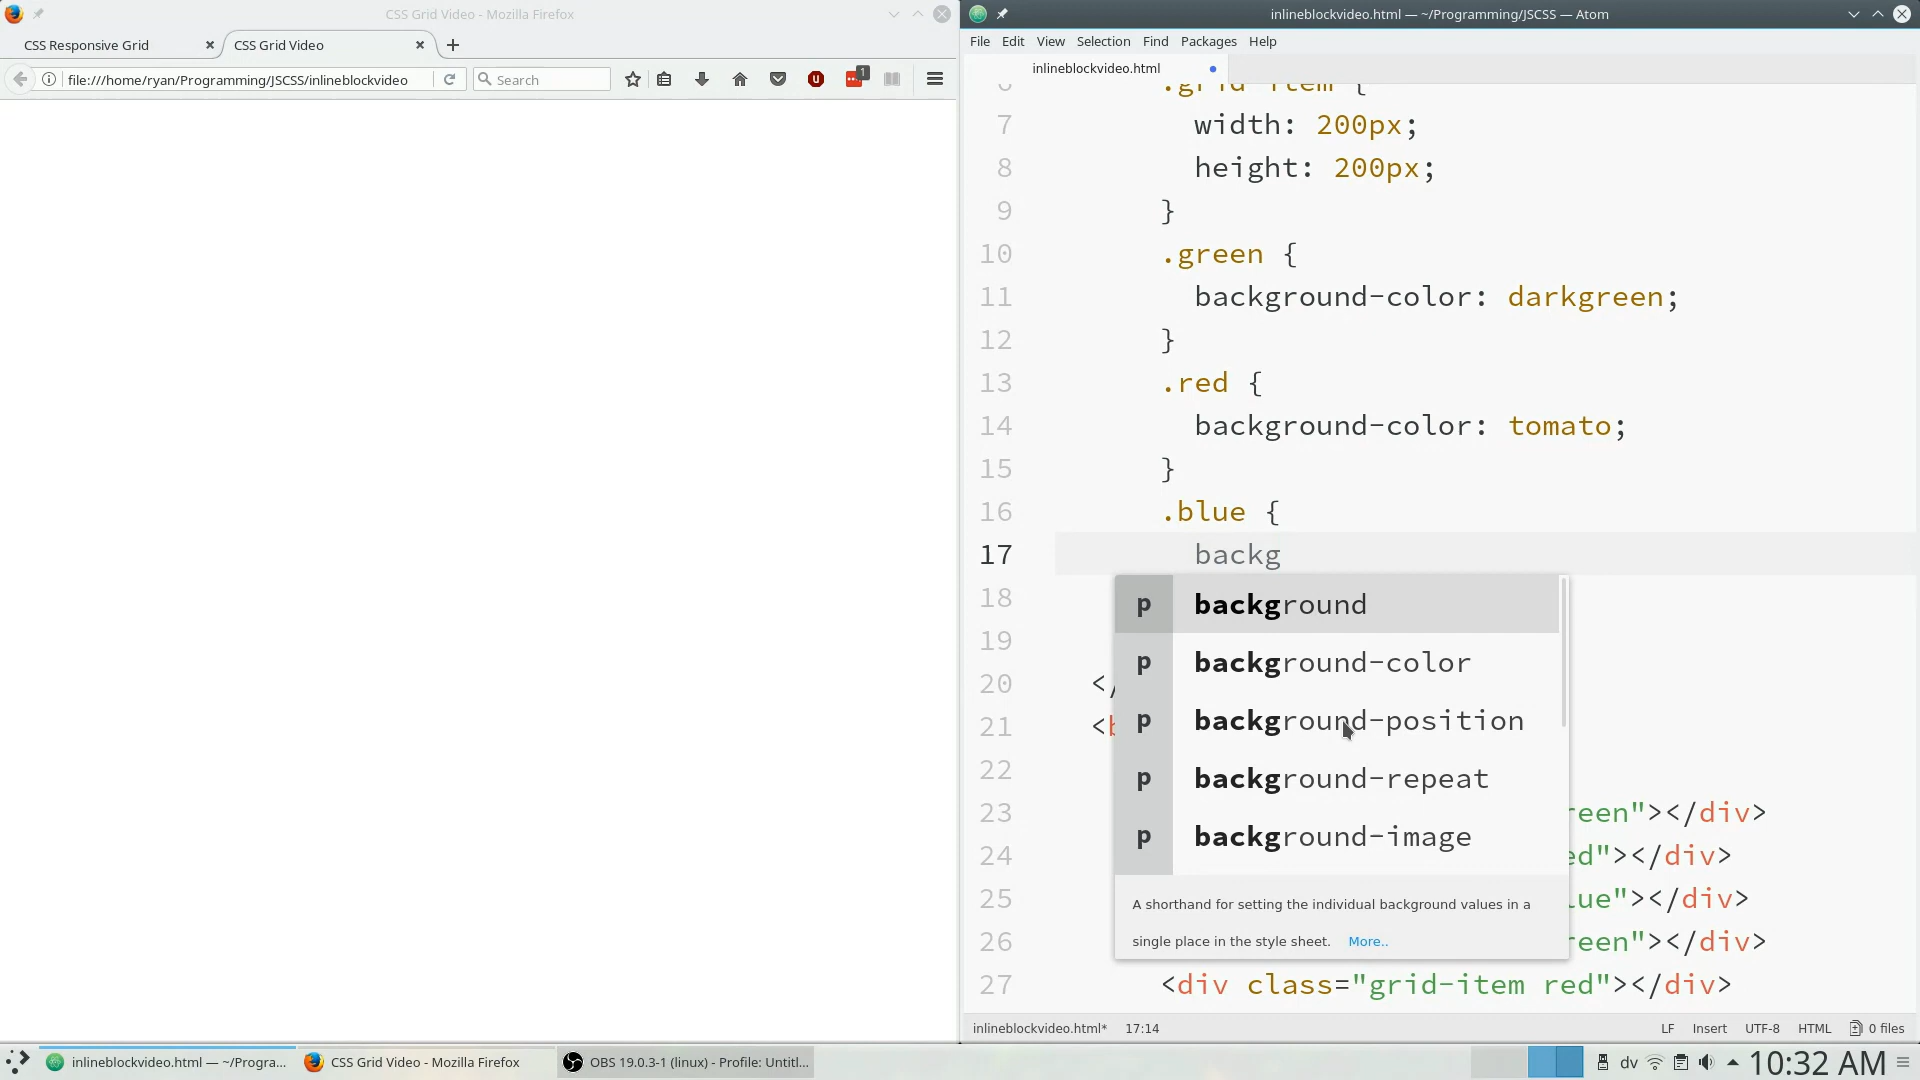 CSS Grid Video - Mozilla Firefox
inlineblockvideo.html — ~/Programming/JSCSS — Atom
CSS Responsive Grid
CSS Grid Video
file:///home/ryan/Programming/JSCSS/inlineblockvideo
Search
1
File Edit View Selection Find Packages Help
inlineblockvideo.html
6 .grid-item {
7 width: 200px;
8 height: 200px;
9 }
10 .green {
11 background-color: darkgreen;
12 }
13 .red {
14 background-color: tomato;
15 }
16 .blue {
17 backg
p background
p background-color
p background-position
p background-repeat
p background-image
A shorthand for setting the individual background values in a
single place in the style sheet. More..
18
19
20 </
21 <b
22
23 reen"></div>
24 ed"></div>
25 lue"></div>
26 reen"></div>
27 <div class="grid-item red"></div>
inlineblockvideo.html* 17:14
LF Insert UTF-8 HTML 0 files
inlineblockvideo.html — ~/Progra...
CSS Grid Video - Mozilla Firefox
OBS 19.0.3-1 (linux) - Profile: Untitl...
dv
10:32 AM